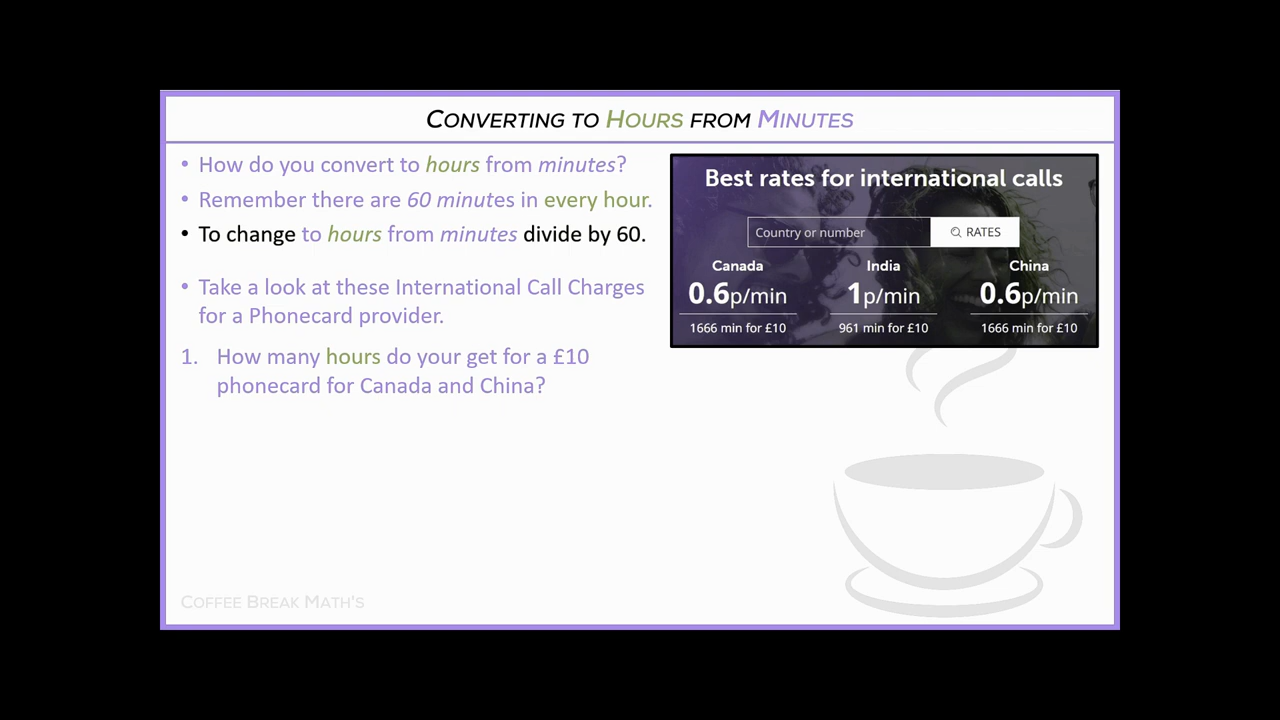 CONVERTING TO HOURS FROM MINUTES
• How do you convert to hours from minutes?
• Remember there are 60 minutes in every hour.
• To change to hours from minutes divide by 60.
• Take a look at these International Call Charges
for a Phonecard provider.
1. How many hours do your get for a £10
phonecard for Canada and China?
Best rates for international calls
Country or number RATES
Canada India China
0.6p/min 1p/min 0.6p/min
1666 min for £10 961 min for £10 1666 min for £10
COFFEE BREAK MATH'S